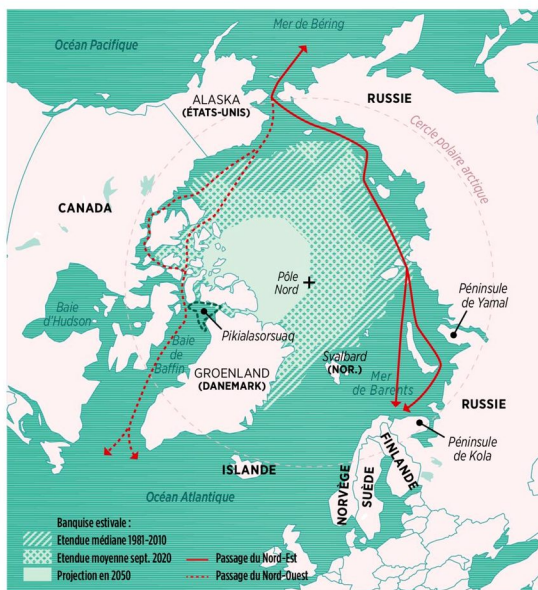 Mer de Béring
Océan Pacifique
ALASKA
(ÉTATS-UNIS)
RUSSIE
Cercle polaire arctique
CANADA
Pôle
Nord
Péninsule
de Yamal
Baie
d'Hudson
Pikialasorsuaq
Baie
de
Baffin
Svalbard
(NOR.)
GROENLAND
(DANEMARK)
Mer
de Barents
RUSSIE
Péninsule
de Kola
ISLANDE
NORVÈGE
SUÈDE
FINLANDE
Océan Atlantique
Banquise estivale :
Etendue médiane 1981-2010
Etendue moyenne sept. 2020
Projection en 2050
Passage du Nord-Est
Passage du Nord-Ouest